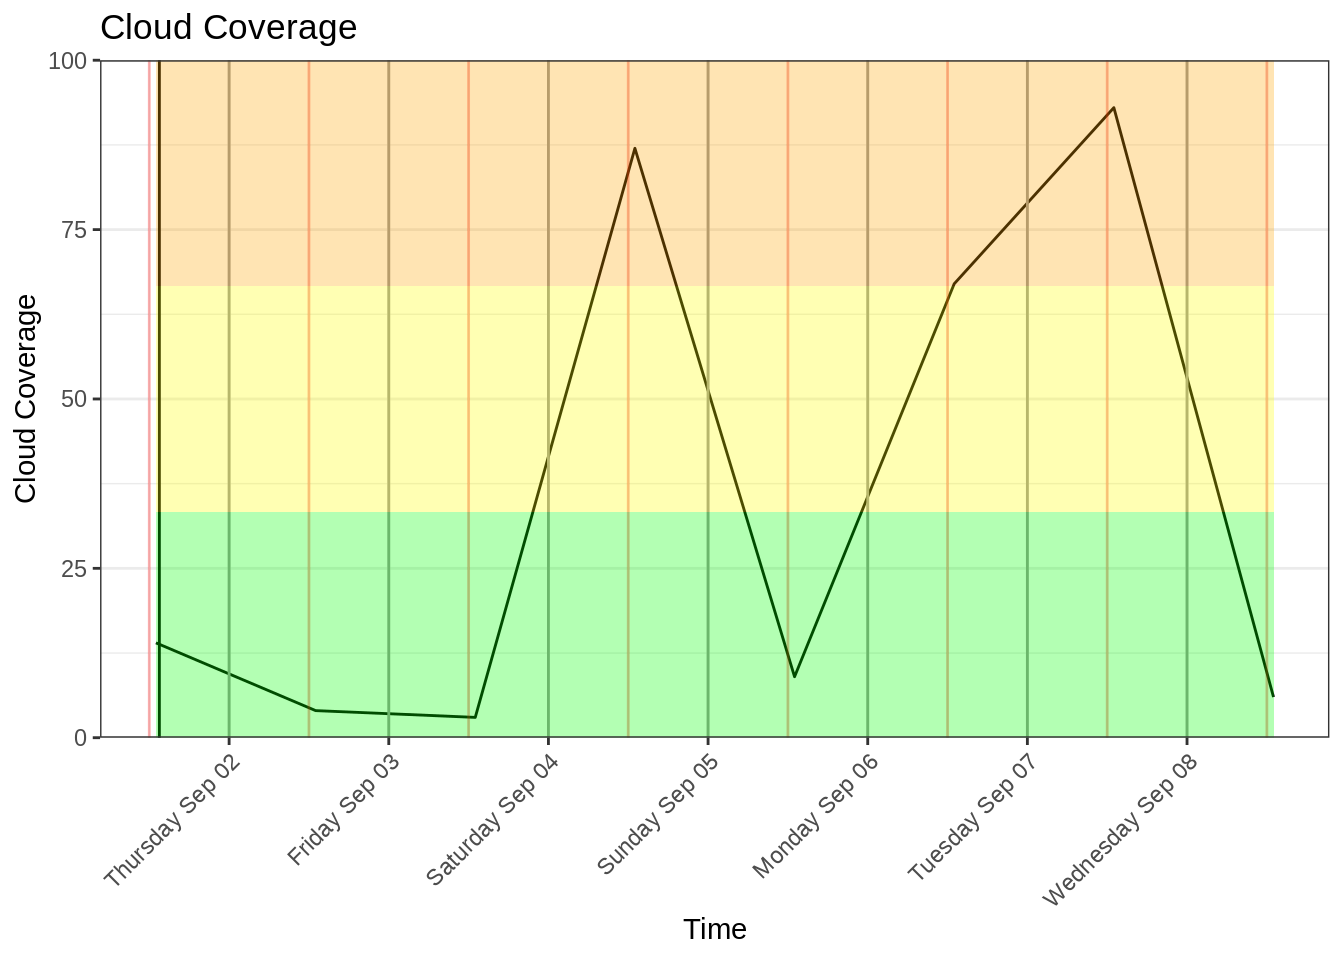 Cloud Coverage
100
75
50
25
0
Cloud Coverage
Thursday Sep 02
Friday Sep 03
Saturday Sep 04
Sunday Sep 05
Monday Sep 06
Tuesday Sep 07
Wednesday Sep 08
Time